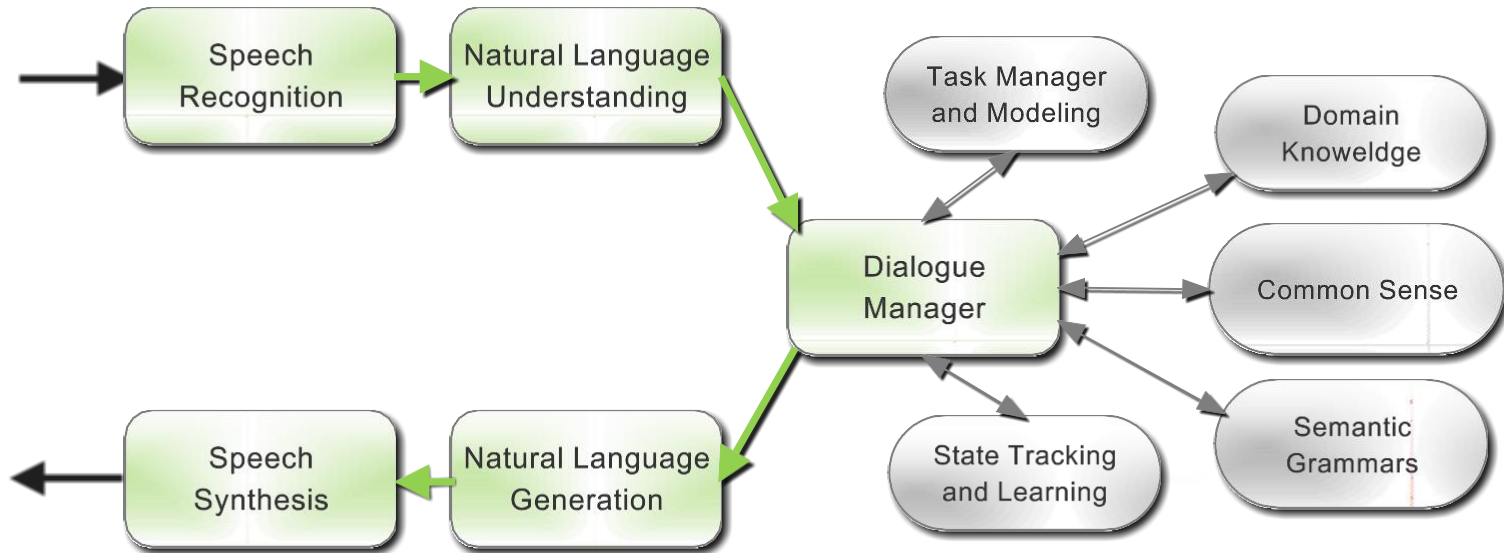 Speech
Recognition
Natural Language
Understanding
Task Manager
and Modeling
Domain
Knoweldge
Dialogue
Manager
Common Sense
Speech
Synthesis
Natural Language
Generation
State Tracking
and Learning
Semantic
Grammars